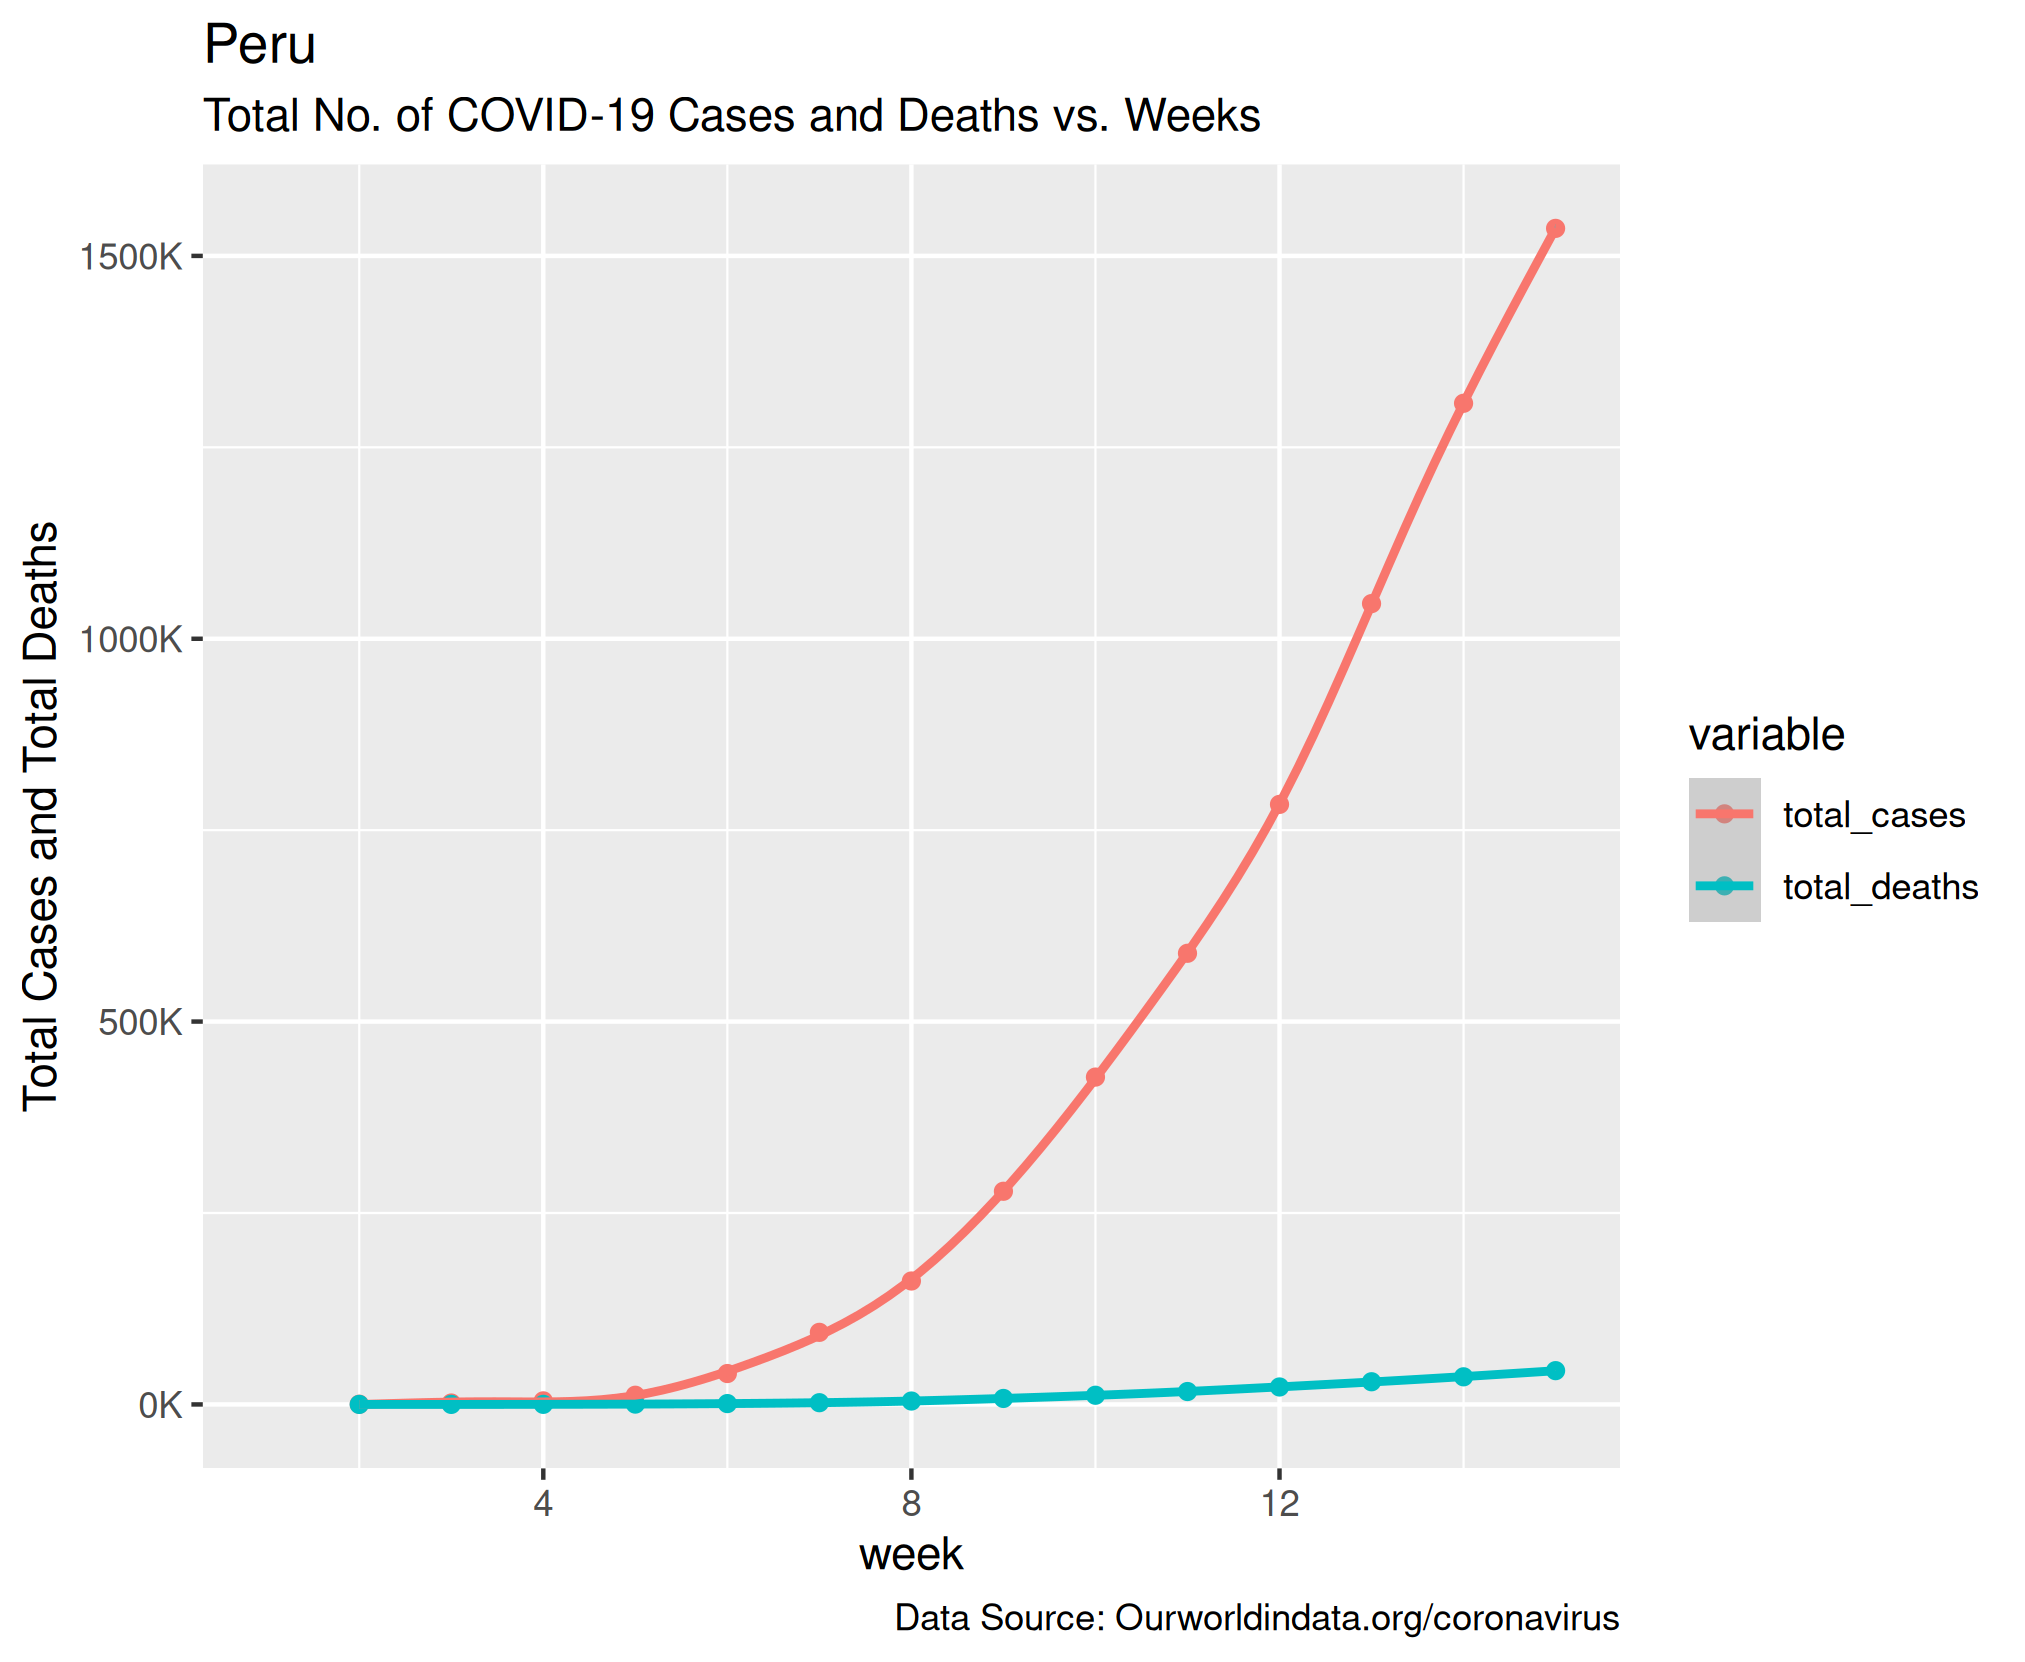 Peru
Total No. of COVID-19 Cases and Deaths vs. Weeks
Total Cases and Total Deaths
1500K
1000K
500K
0K
4
8
12
week
variable
total_cases
total_deaths
Data Source: Ourworldindata.org/coronavirus